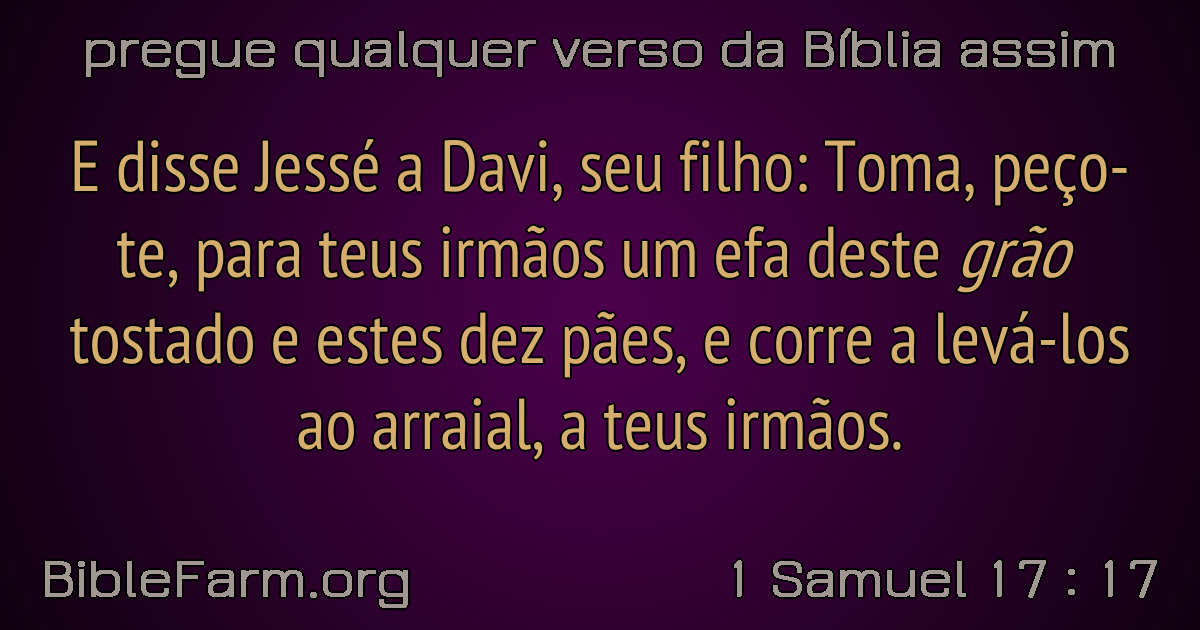 pregue qualquer verso da Bíblia assim
E disse Jessé a Davi, seu filho: Toma, peço-
te, para teus irmãos um efa deste grão
tostado e estes dez pães, e corre a levá-los
ao arraial, a teus irmãos.
BibleFarm.org
1 Samuel 17 : 17